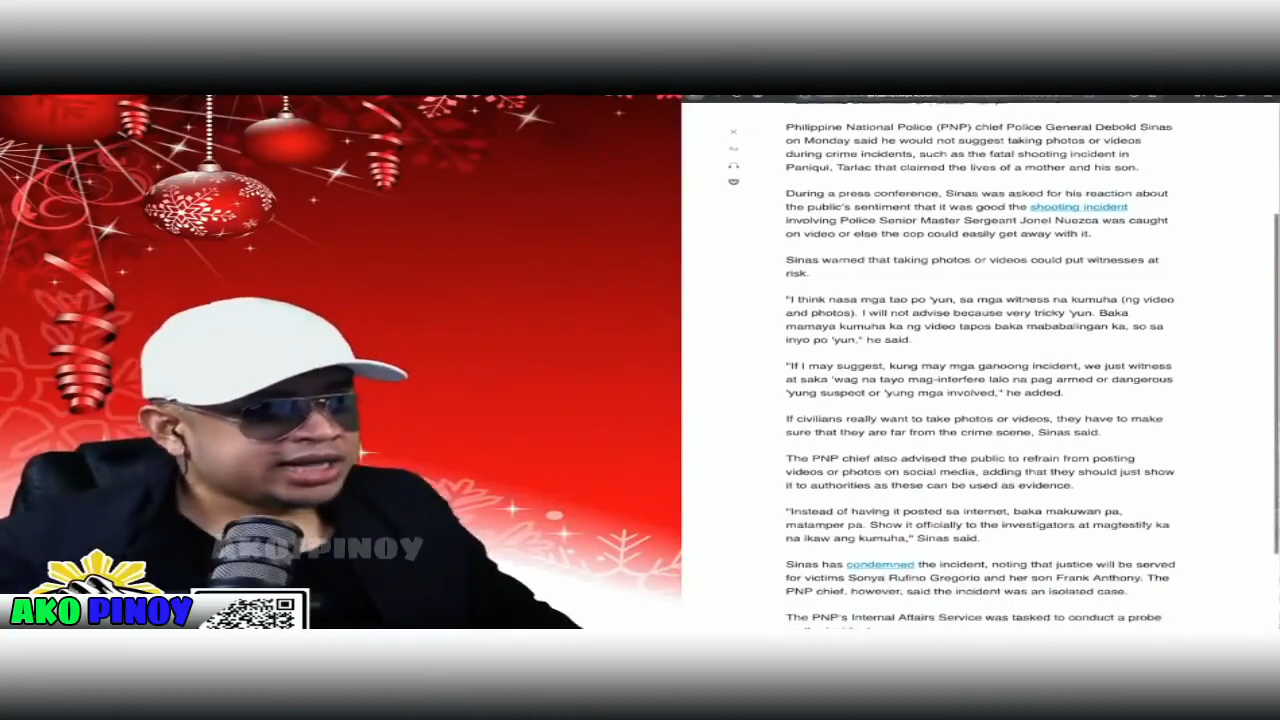 Philippine National Police (PNP) chief Police General Debold Sinas
on Monday said he would not suggest taking photos or videos
during crime incidents, such as the fatal shooting incident in
Paniqui, Tarlac that claimed the lives of a mother and his son.
During a press conference, Sinas was asked for his reaction about
the public's sentiment that it was good the shooting incident
involving Police Senior Master Sergeant Jonel Nuezca was caught
on video or else the cop could easily get away with it.
Sinas warned that taking photos or videos could put witnesses at
risk.
"I think nasa mga tao po 'yun, sa mga witness na kumuha (ng video
and photos). I will not advise because very tricky 'yun. Baka
mamaya kumuha ka ng video tapos baka mababalingan ka, so sa
inyo po 'yun," he said.
"If I may suggest, kung may mga ganoong incident, we just witness
at saka 'wag na tayo mag-interfere lalo na pag armed or dangerous
'yung suspect or 'yung mga involved," he added.
If civilians really want to take photos or videos, they have to make
sure that they are far from the crime scene, Sinas said.
The PNP chief also advised the public to refrain from posting
videos or photos on social media, adding that they should just show
it to authorities as these can be used as evidence.
"Instead of having it posted sa internet, baka makuwan pa,
matamper pa. Show it officially to the investigators at magtestify ka
na ikaw ang kumuha," Sinas said.
Sinas has condemned the incident, noting that justice will be served
for victims Sonya Rufino Gregorio and her son Frank Anthony. The
PNP chief, however, said the incident was an isolated case.
The PNP's Internal Affairs Service was tasked to conduct a probe
AKO PINOY
AKO PINOY